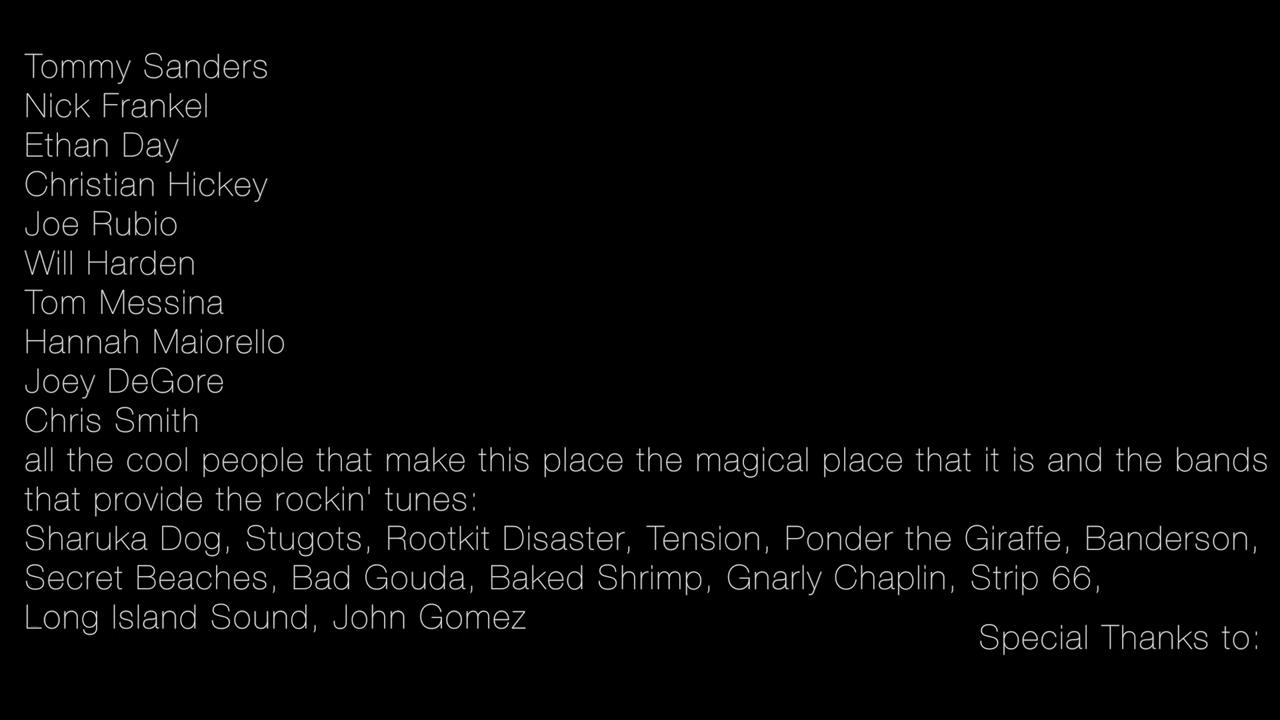 Tommy Sanders
Nick Frankel
Ethan Day
Christian Hickey
Joe Rubio
Will Harden
Tom Messina
Hannah Maiorello
Joey DeGore
Chris Smith
all the cool people that make this place the magical place that it is and the bands
that provide the rockin' tunes:
Sharuka Dog, Stugots, Rootkit Disaster, Tension, Ponder the Giraffe, Banderson,
Secret Beaches, Bad Gouda, Baked Shrimp, Gnarly Chaplin, Strip 66,
Long Island Sound, John Gomez
Special Thanks to: